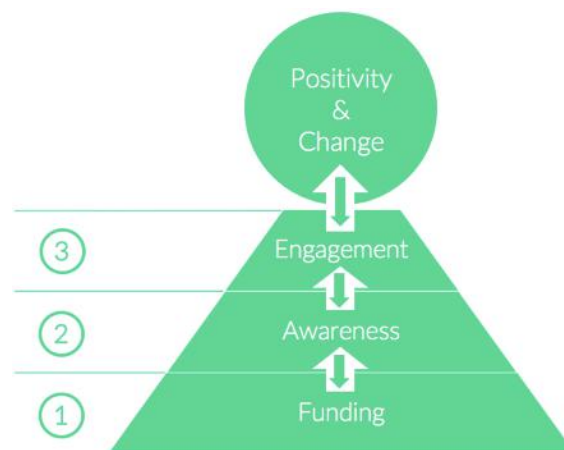 Positivity
&
Change
3
Engagement
2
Awareness
1
Funding